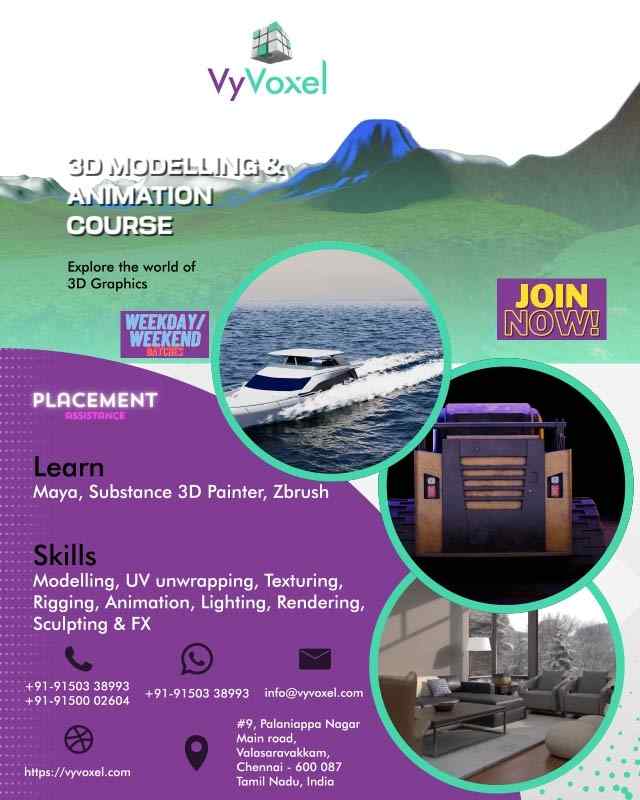 VyVoxel
3D MODELLING &
ANIMATION
COURSE
Explore the world of
3D Graphics
WEEKDAY/
WEEKEND
BATCHES
JOIN
NOW!
PLACEMENT
ASSISTANCE
Learn
Maya, Substance 3D Painter, Zbrush
Skills
Modelling, UV unwrapping, Texturing,
Rigging, Animation, Lighting, Rendering,
Sculpting & FX
+91-91503 38993
+91-91500 02604
+91-91503 38993
info@vyvoxel.com
https://vyvoxel.com
#9, Palaniappa Nagar
Main road,
Valasaravakkam,
Chennai - 600 087
Tamil Nadu, India